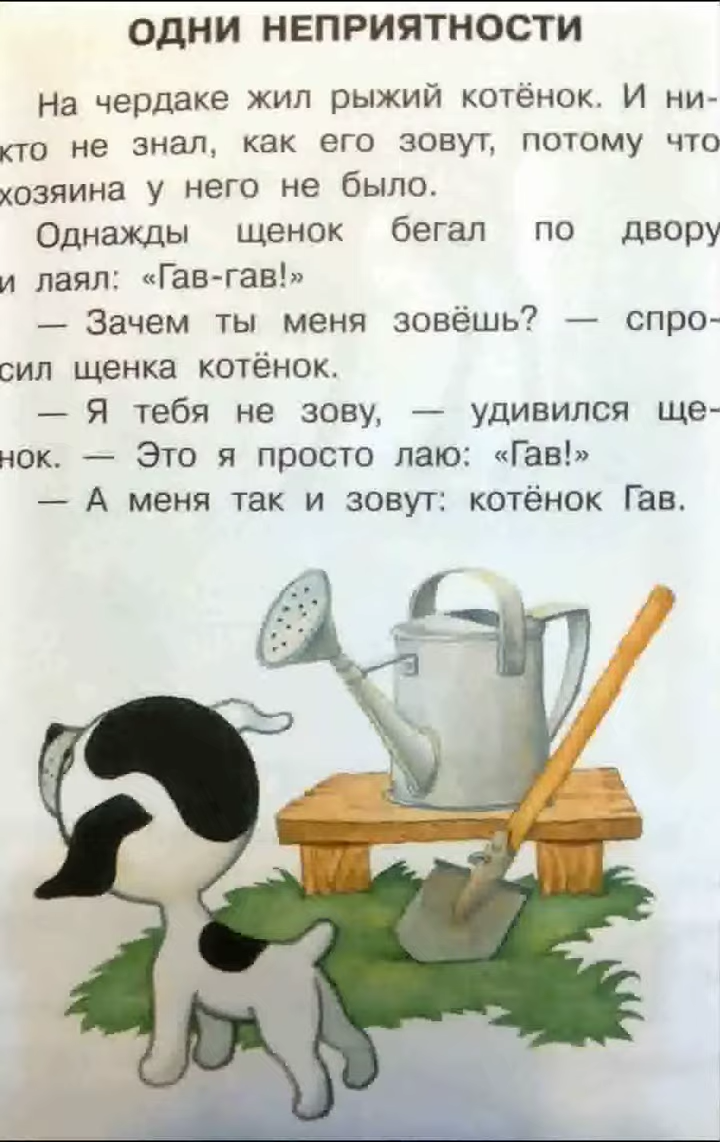 ОДНИ НЕПРИЯТНОСТИ
На чердаке жил рыжий котёнок. И ни-
кто не знал, как его зовут, потому что
хозяина у него не было.
Однажды щенок бегал по двору
и лаял: «Гав-гав!»
— Зачем ты меня зовёшь? — спро-
сил щенка котёнок.
— Я тебя не зову, — удивился ще-
нок. — Это я просто лаю: «Гав!»
— А меня так и зовут: котёнок Гав.